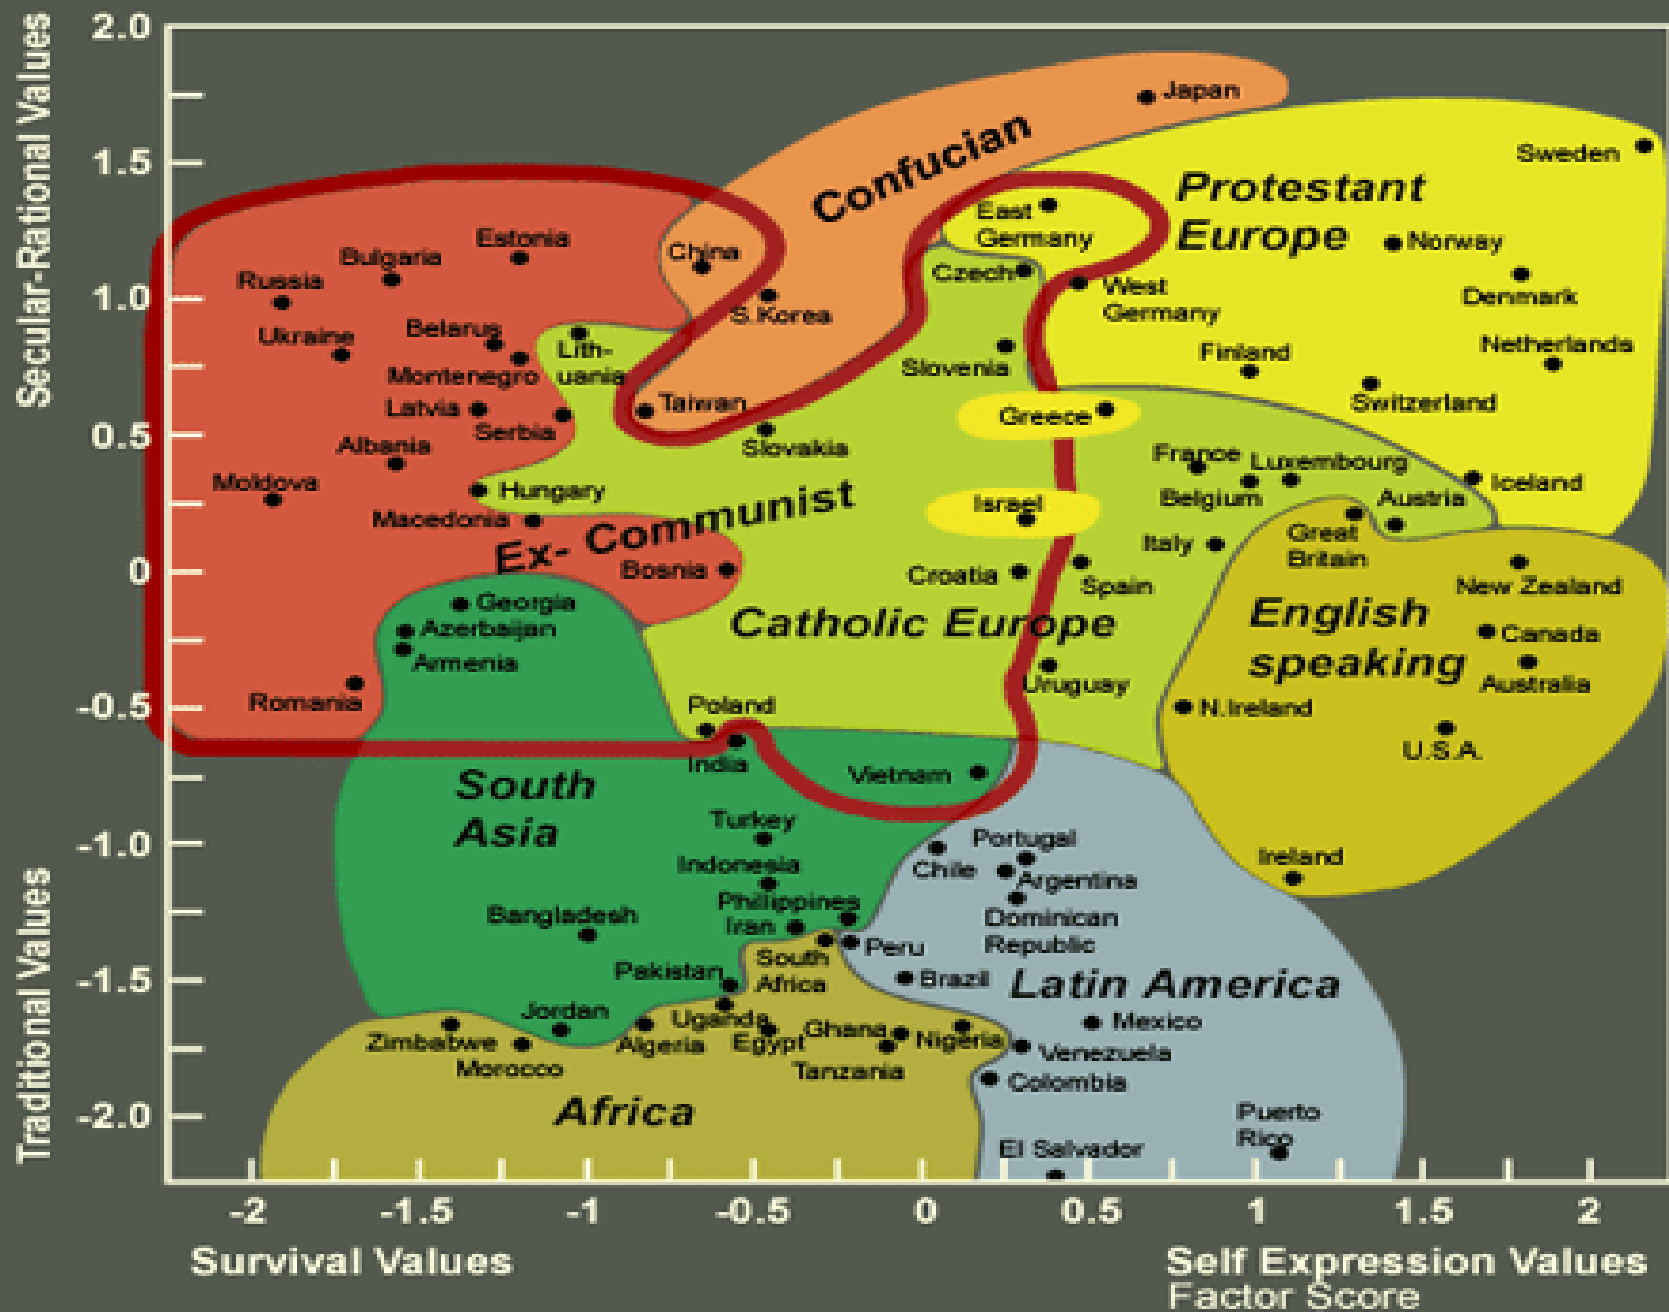 Secular-Rational Values
Traditional Values
2.0
1.5
1.0
0.5
0
-0.5
-1.0
-1.5
-2.0
Japan
Confucian
Sweden
Protestant
Europe
East
Germany
Norway
Estonia
China
Bulgaria
Russia
Czech
West
Germany
Denmark
S.Korea
Ukraine
Belarus
Lith-
uania
Montenegro
Slovenia
Finland
Netherlands
Switzerland
Latvia
Serbia
Taiwan
Greece
Albania
Slovakia
France
Luxembourg
Belgium
Austria
Iceland
Moldova
Hungary
Macedonia
Ex- Communist
Israel
Great
Britain
Italy
Bosnia
Croatia
Spain
New Zealand
Georgia
Azerbaijan
Armenia
Catholic Europe
English
speaking
Canada
Australia
Romania
Uruguay
Poland
N.Ireland
U.S.A.
India
South
Asia
Vietnam
Turkey
Portugal
Indonesia
Chile
Argentina
Ireland
Phillippines
Bangladesh
Iran
Dominican
Republic
South
Africa
Peru
Pakistan
Brazil
Latin America
Jordan
Uganda
Zimbabwe
Morocco
Algeria
Egypt
Ghana
Nigeria
Tanzania
Mexico
Venezuela
Colombia
Africa
Puerto
Rico
El Salvador
-2
-1.5
-1
-0.5
0
0.5
1
1.5
2
Survival Values
Self Expression Values
Factor Score